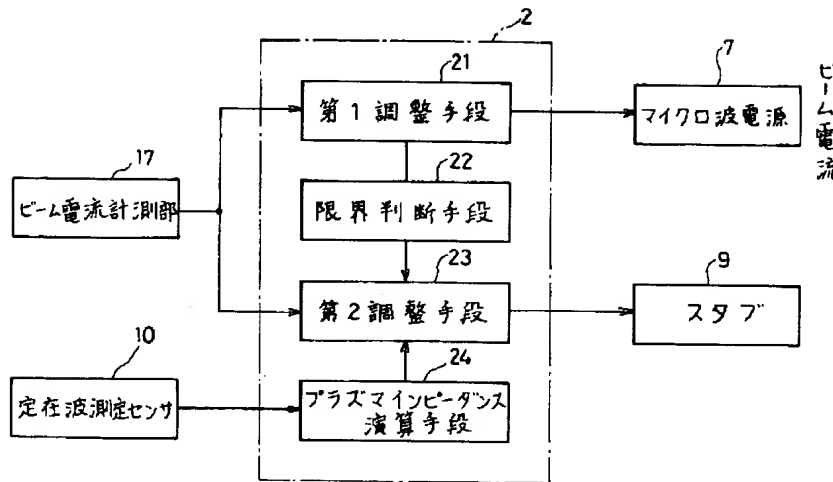 2
21
第1調整手段
7
マイクロ波電源
ビーム電流
22
限界判断手段
17
ビーム電流計測部
23
第2調整手段
9
スタブ
10
定在波測定センサ
24
プラズマインピーダンス
演算手段